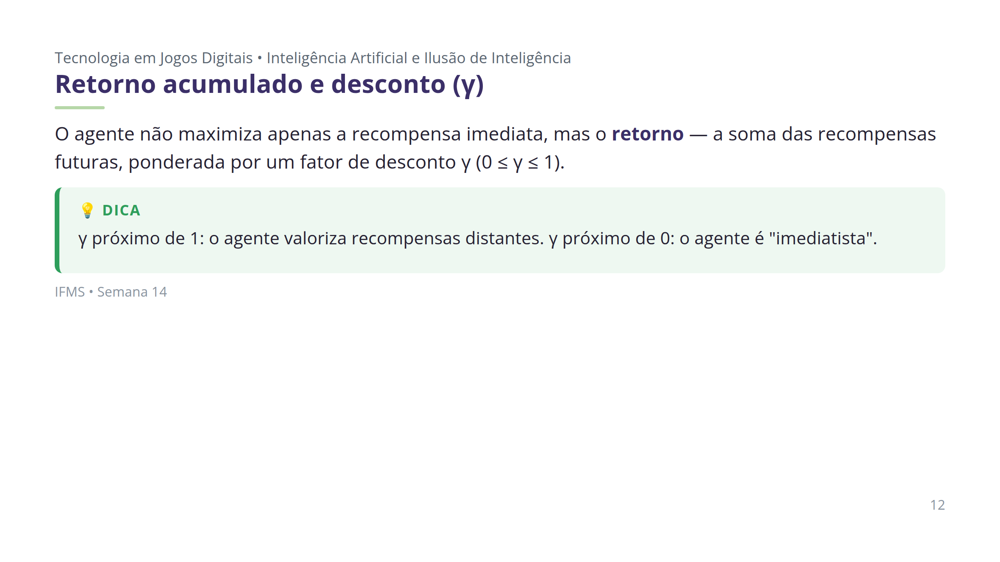 Tecnologia em Jogos Digitais • Inteligência Artificial e Ilusão de Inteligência
Retorno acumulado e desconto (γ)
O agente não maximiza apenas a recompensa imediata, mas o retorno — a soma das recompensas
futuras, ponderada por um fator de desconto γ (0 ≤ γ ≤ 1).
💡 DICA
γ próximo de 1: o agente valoriza recompensas distantes. γ próximo de 0: o agente é "imediatista".
IFMS • Semana 14
12